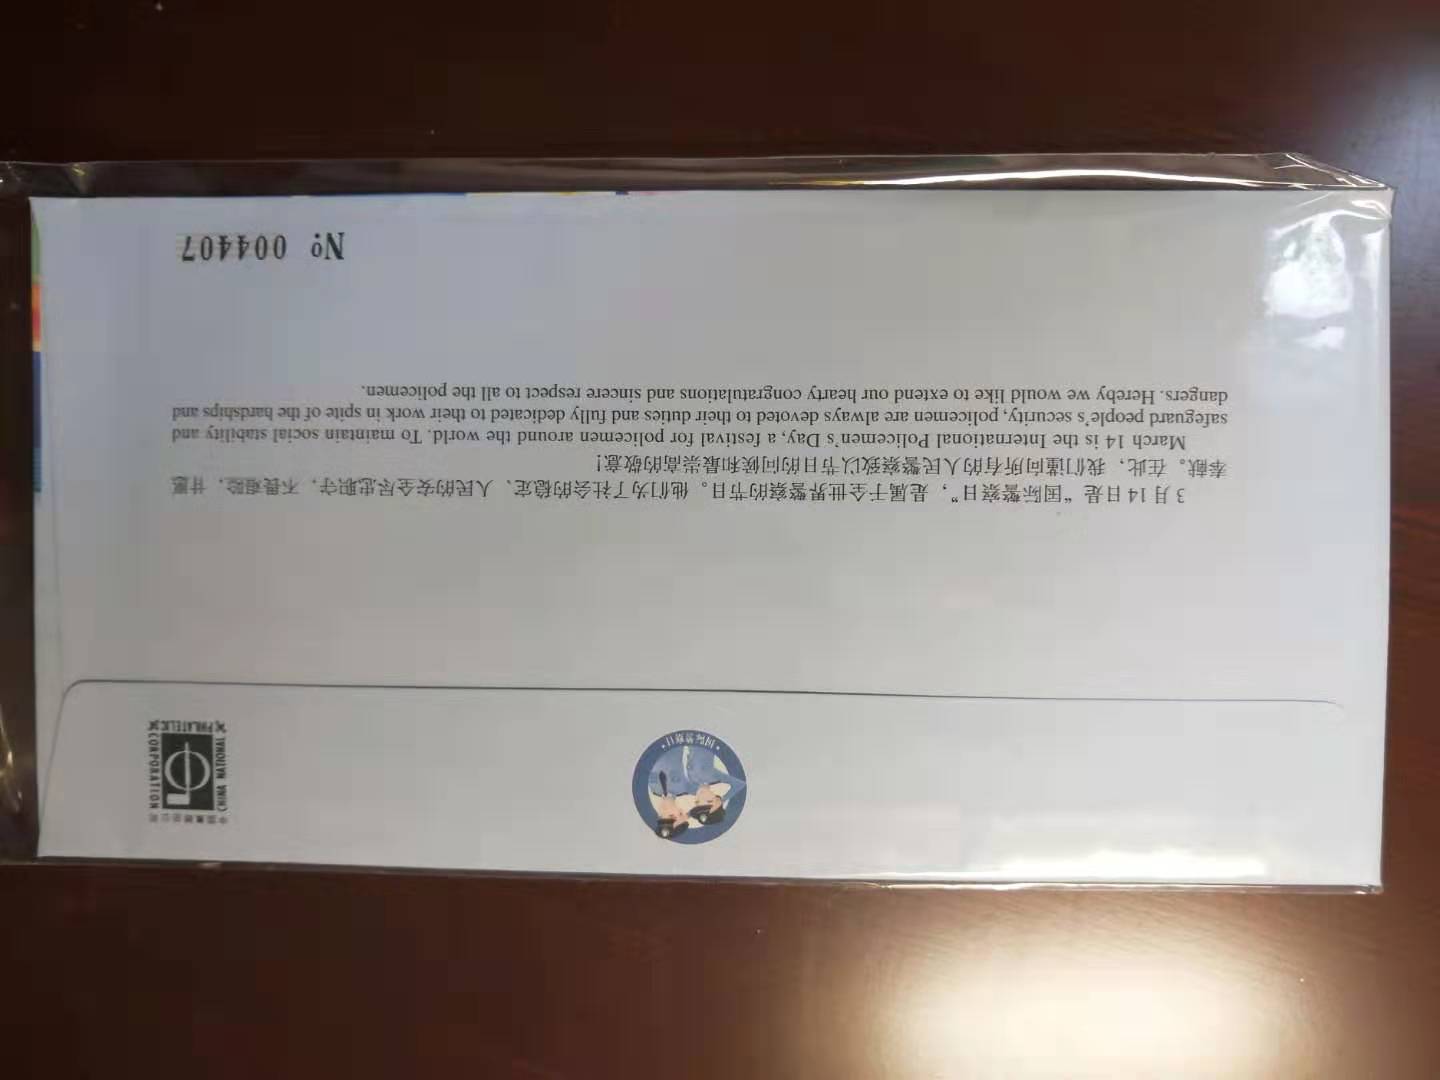 中国集邮总公司
CHINA NATIONAL
PHILATELIC
CORPORATION
·国际警察日·
3月14日是“国际警察日”，是属于全世界警察的节日。他们为了社会的稳定、人民的安全尽忠职守、不畏艰险、甘愿
奉献。在此，我们谨向所有的人民警察致以节日的问候和最崇高的敬意！
March 14 is the International Policemen's Day, a festival for policemen around the world. To maintain social stability and
safeguard people's security, policemen are always devoted to their duties and fully dedicated to their work in spite of the hardships and
dangers. Hereby we would like to extend our hearty congratulations and sincere respect to all the policemen.
Nº 004407